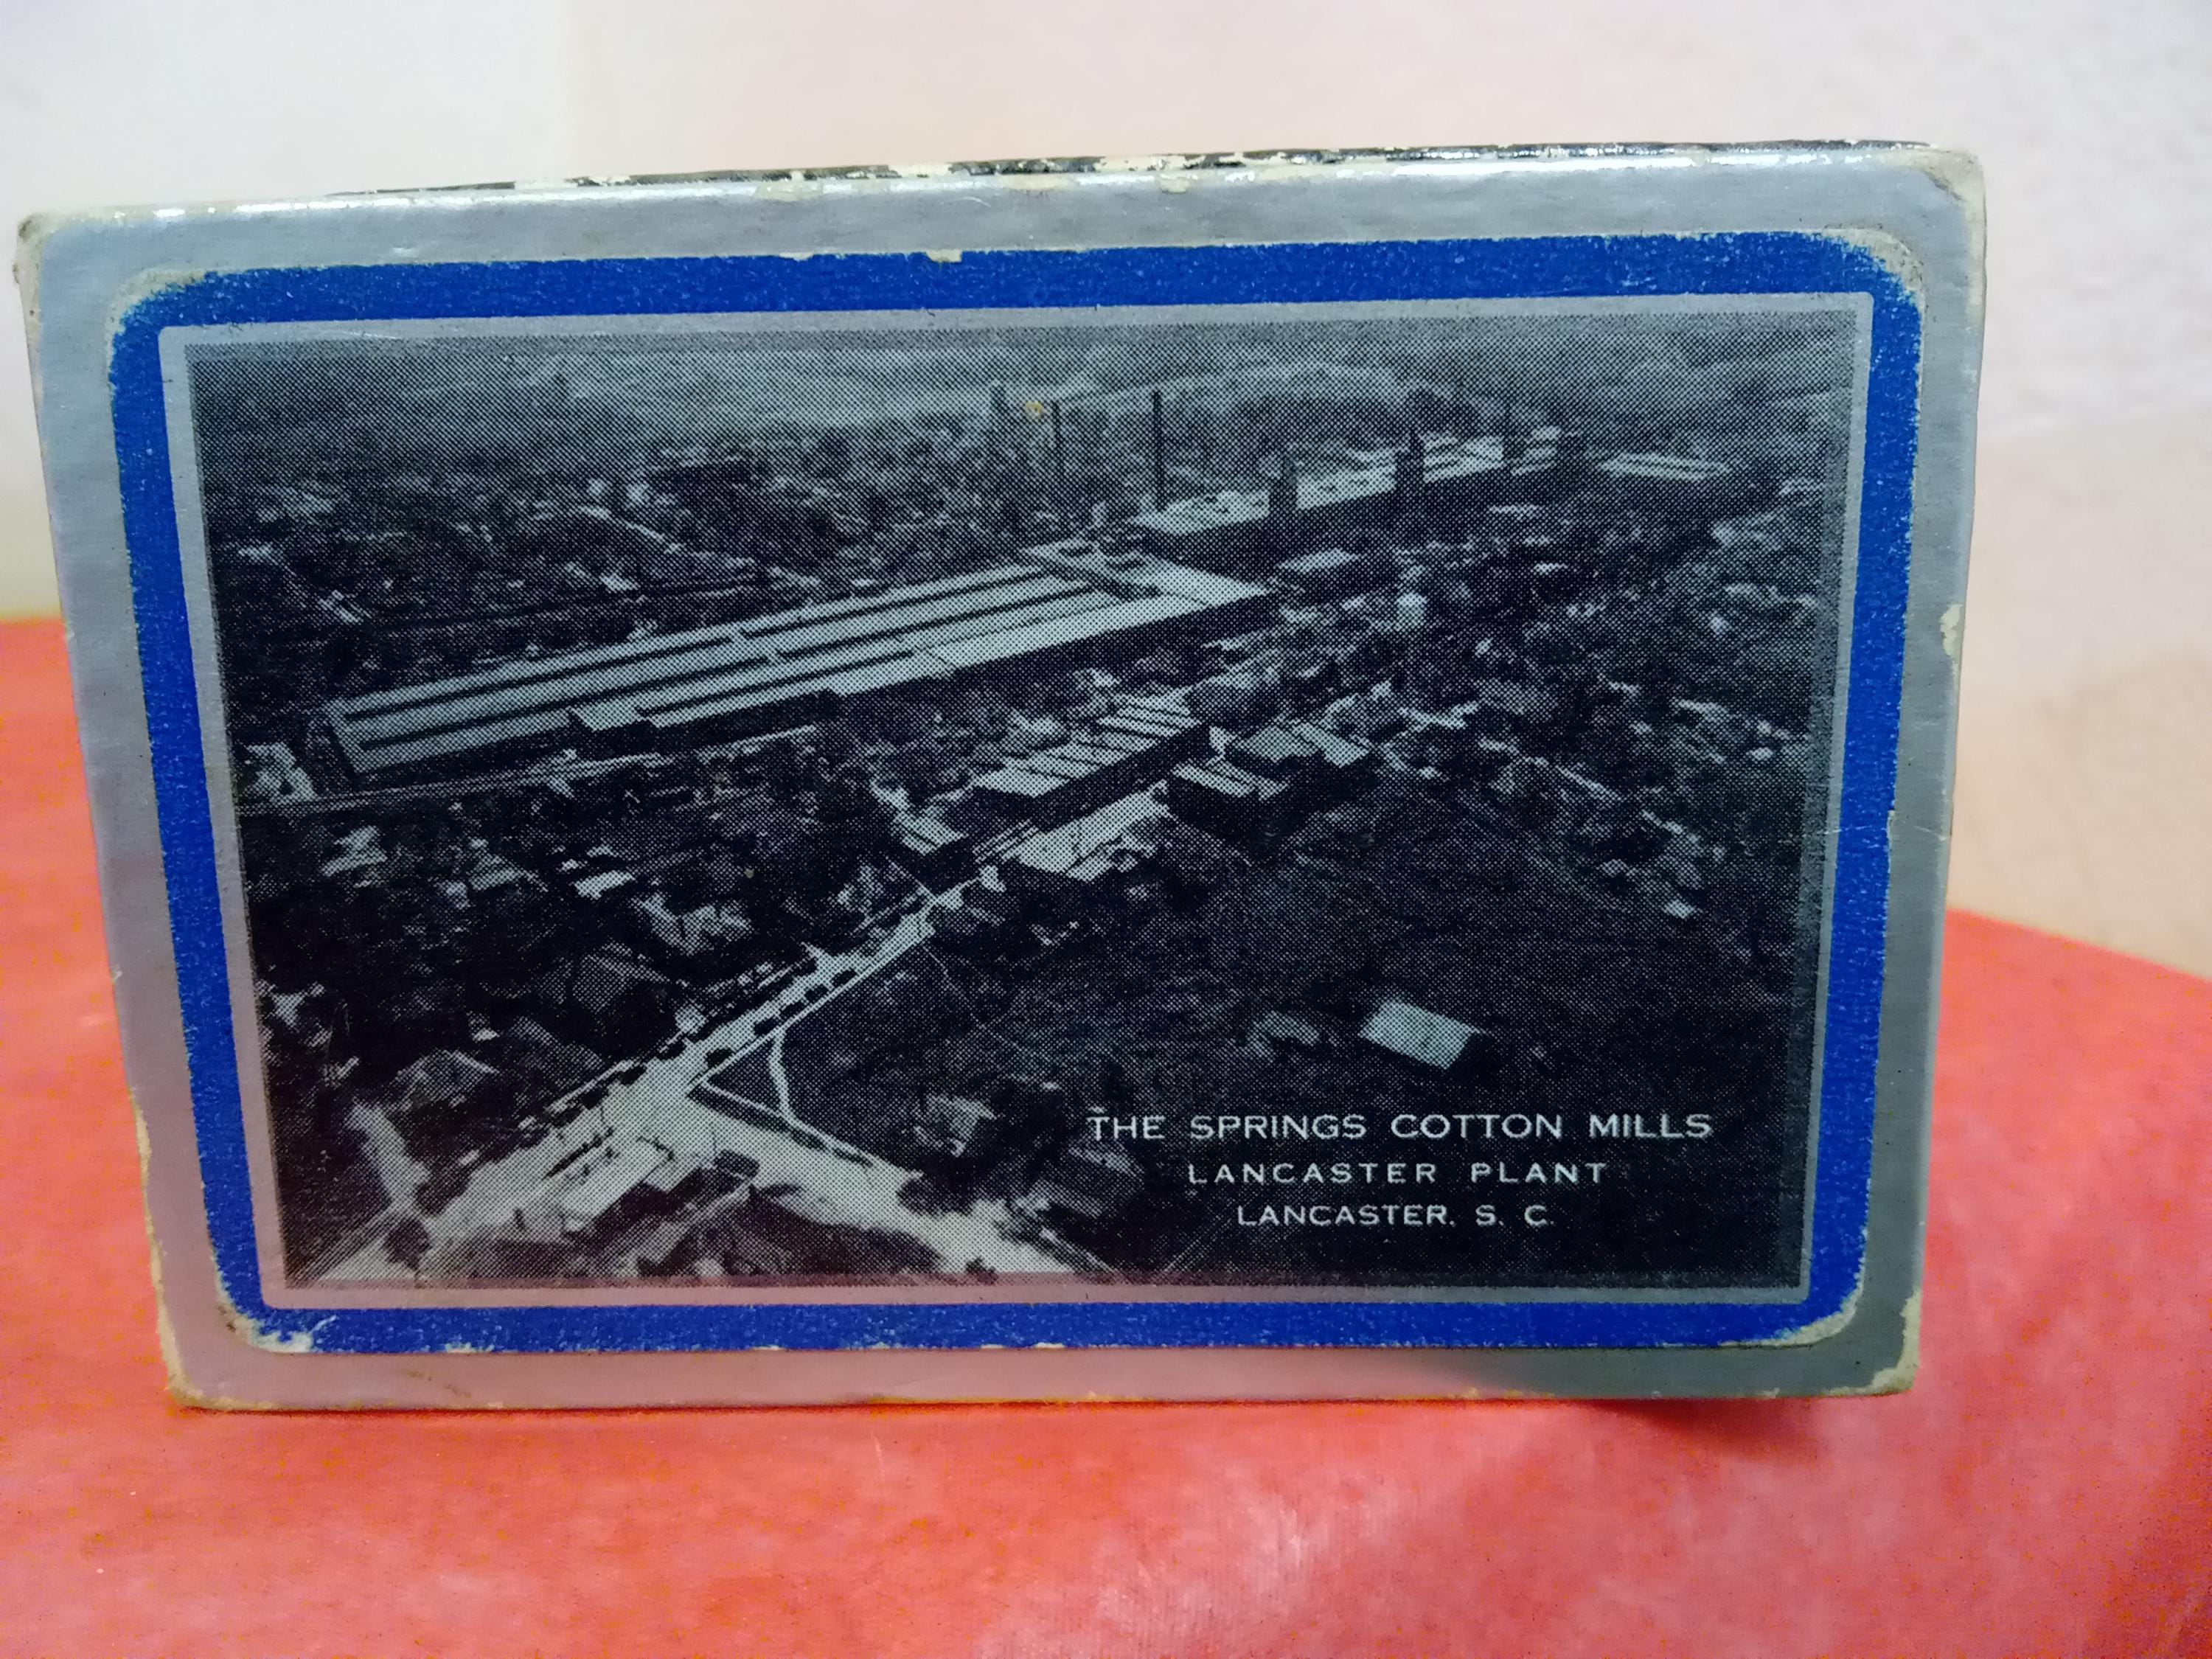 THE SPRINGS COTTON MILLS
LANCASTER PLANT
LANCASTER, S. C.